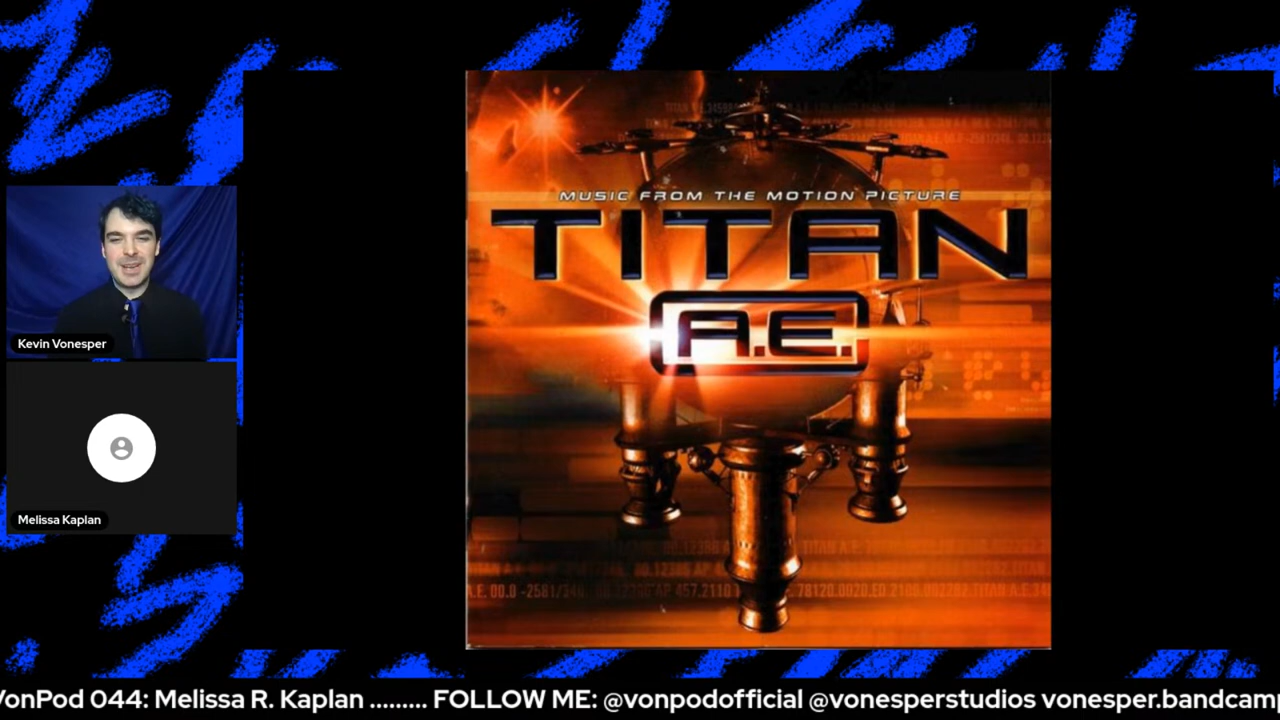 MUSIC FROM THE MOTION PICTURE
TITAN
A.E.
Kevin Vonesper
Melissa Kaplan
VonPod 044: Melissa R. Kaplan ......... FOLLOW ME: @vonpodofficial @vonesperstudios vonesper.bandcamp